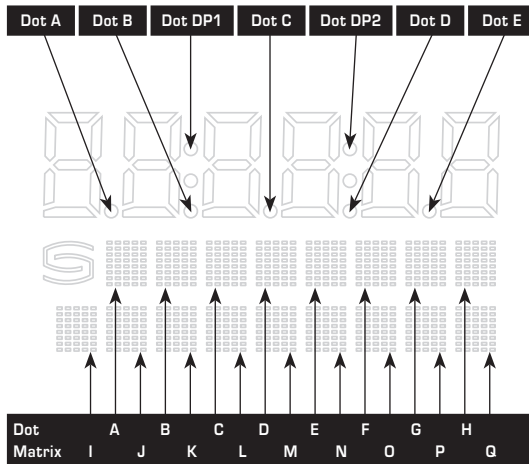 Dot A Dot B Dot DP1 Dot C Dot DP2 Dot D Dot E
S
Dot A B C D E F G H
Matrix I J K L M N O P Q